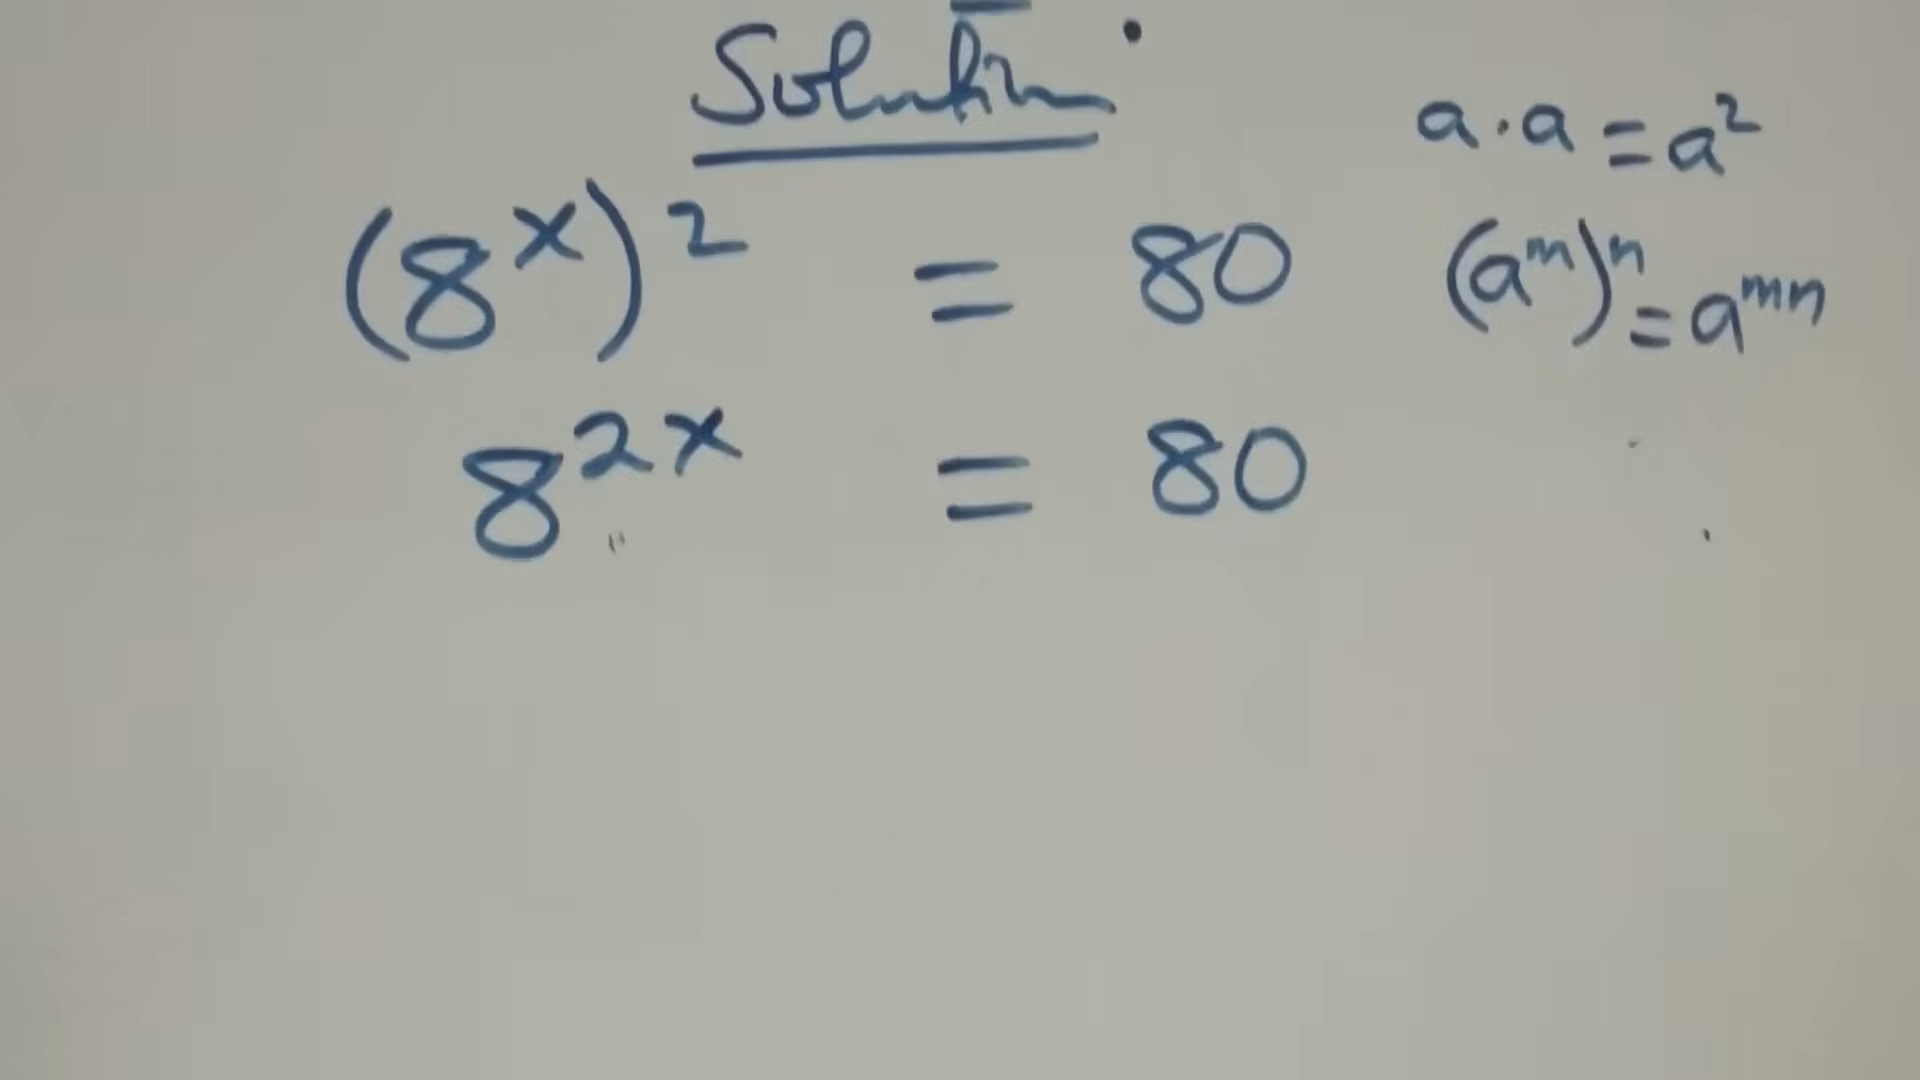 Solution
a · a = a²
(8ˣ)² = 80
(aᵐ)ⁿ = aᵐⁿ
8²ˣ = 80